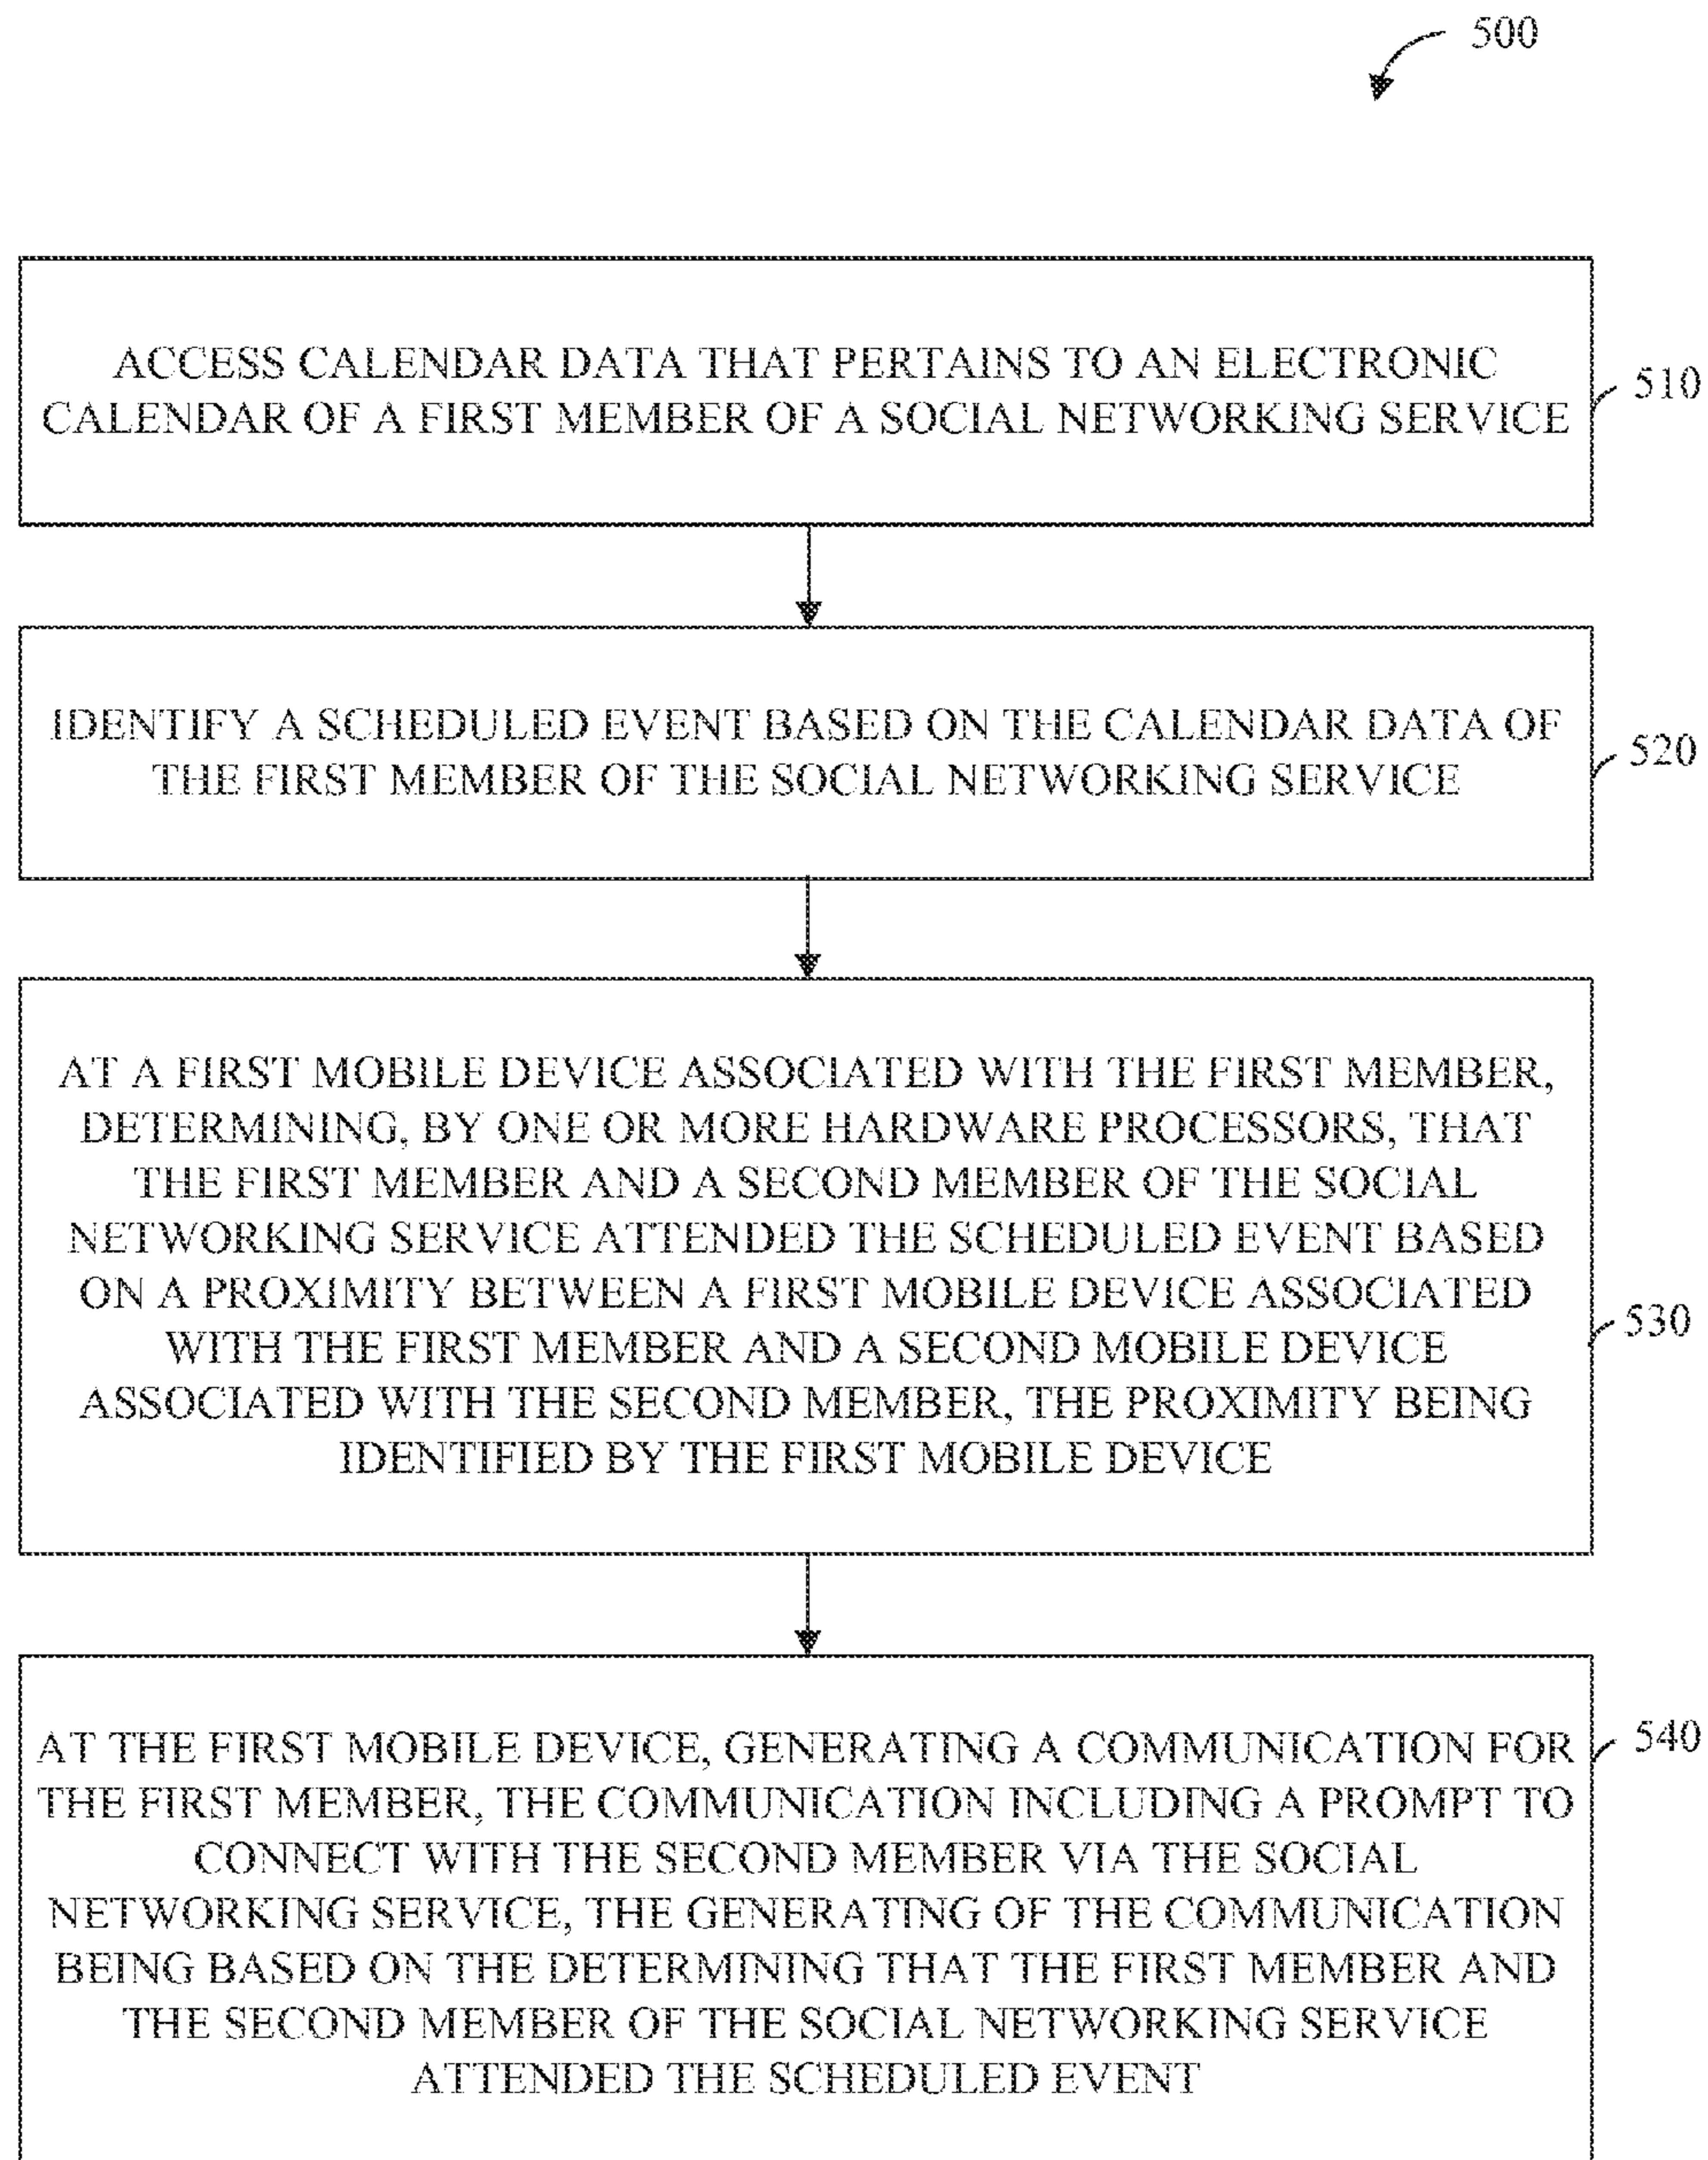 500
ACCESS CALENDAR DATA THAT PERTAINS TO AN ELECTRONIC
CALENDAR OF A FIRST MEMBER OF A SOCIAL NETWORKING SERVICE
510
IDENTIFY A SCHEDULED EVENT BASED ON THE CALENDAR DATA OF
THE FIRST MEMBER OF THE SOCIAL NETWORKING SERVICE
520
AT A FIRST MOBILE DEVICE ASSOCIATED WITH THE FIRST MEMBER,
DETERMINING, BY ONE OR MORE HARDWARE PROCESSORS, THAT
THE FIRST MEMBER AND A SECOND MEMBER OF THE SOCIAL
NETWORKING SERVICE ATTENDED THE SCHEDULED EVENT BASED
ON A PROXIMITY BETWEEN A FIRST MOBILE DEVICE ASSOCIATED
WITH THE FIRST MEMBER AND A SECOND MOBILE DEVICE
ASSOCIATED WITH THE SECOND MEMBER, THE PROXIMITY BEING
IDENTIFIED BY THE FIRST MOBILE DEVICE
530
AT THE FIRST MOBILE DEVICE, GENERATING A COMMUNICATION FOR
THE FIRST MEMBER, THE COMMUNICATION INCLUDING A PROMPT TO
CONNECT WITH THE SECOND MEMBER VIA THE SOCIAL
NETWORKING SERVICE, THE GENERATING OF THE COMMUNICATION
BEING BASED ON THE DETERMINING THAT THE FIRST MEMBER AND
THE SECOND MEMBER OF THE SOCIAL NETWORKING SERVICE
ATTENDED THE SCHEDULED EVENT
540